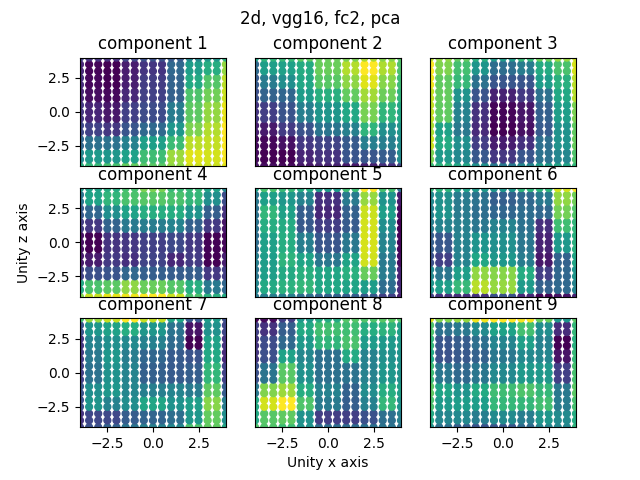 2d, vgg16, fc2, pca
component 1
component 2
component 3
2.5
0.0
−2.5
component 4
component 5
component 6
Unity z axis
2.5
0.0
−2.5
component 7
component 8
component 9
2.5
0.0
−2.5
−2.5 0.0 2.5
−2.5 0.0 2.5
−2.5 0.0 2.5
Unity x axis